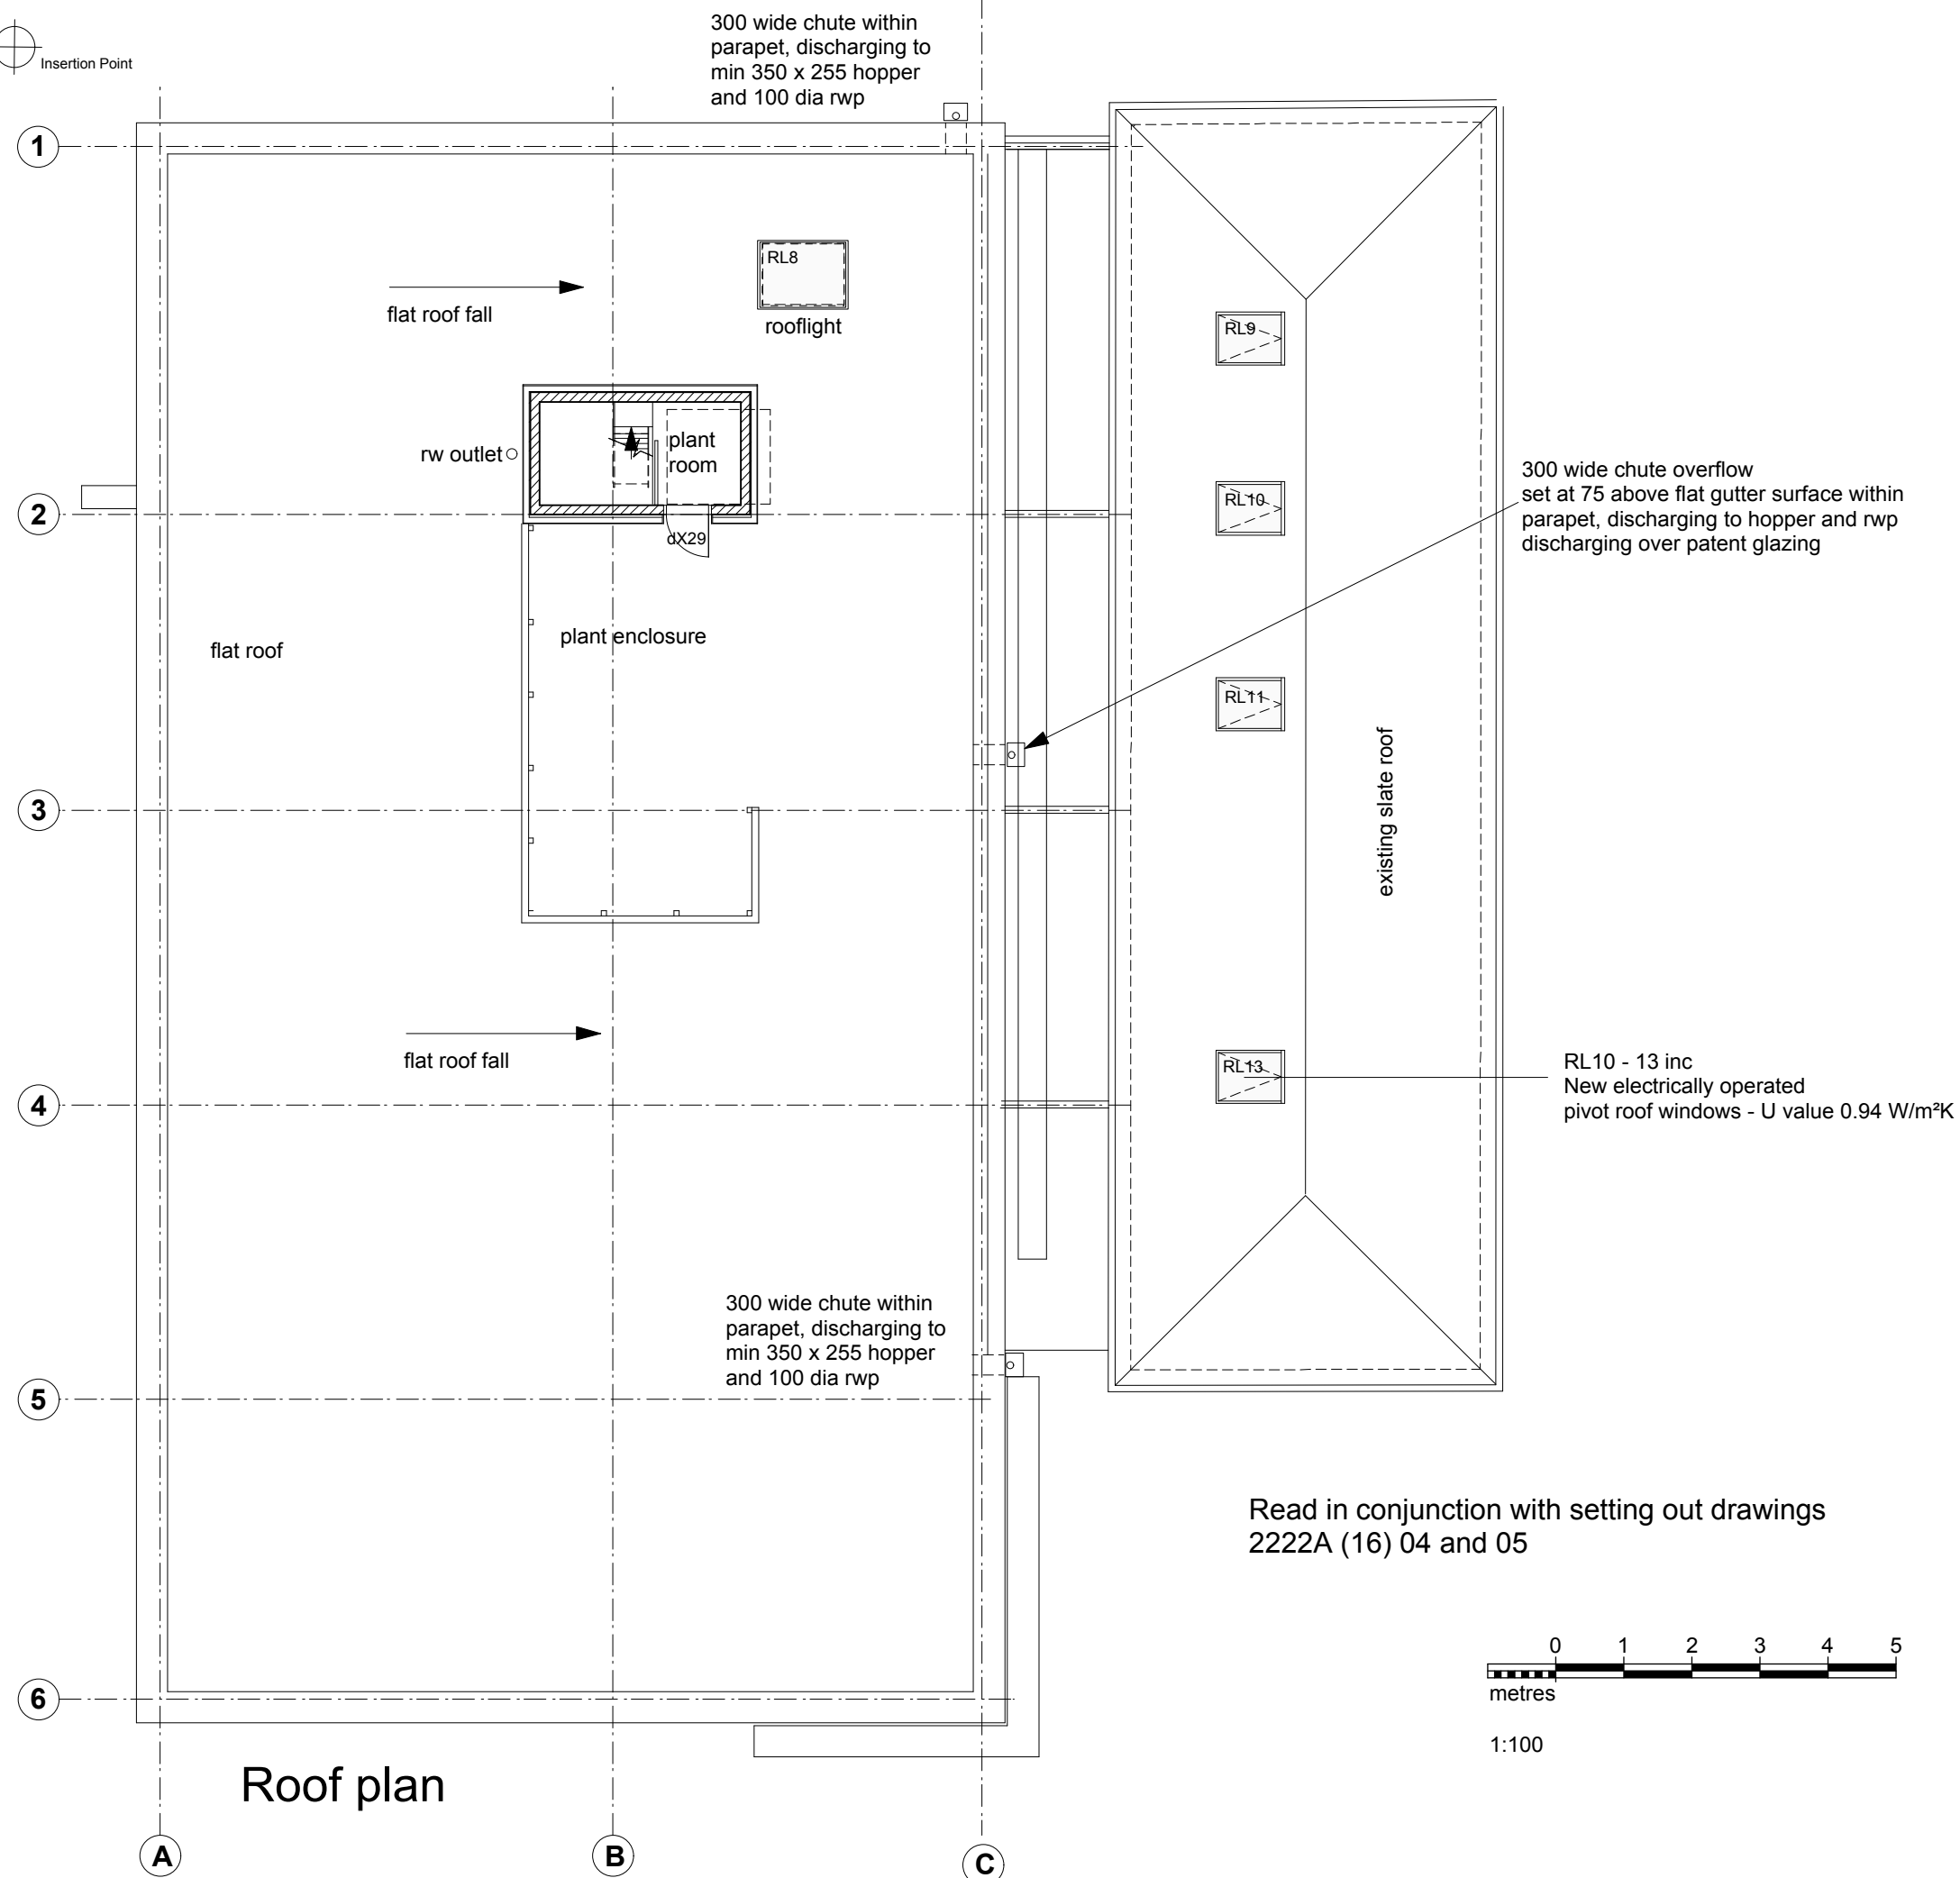 Insertion Point
300 wide chute within
parapet, discharging to
min 350 x 255 hopper
and 100 dia rwp
1
RL8
rooflight
flat roof fall
RL9
rw outlet
plant
room
RL10
300 wide chute overflow
set at 75 above flat gutter surface within
parapet, discharging to hopper and rwp
discharging over patent glazing
2
dX29
flat roof
plant enclosure
RL11
existing slate roof
3
flat roof fall
RL13
RL10 - 13 inc
New electrically operated
pivot roof windows - U value 0.94 W/m²K
4
300 wide chute within
parapet, discharging to
min 350 x 255 hopper
and 100 dia rwp
5
Read in conjunction with setting out drawings
2222A (16) 04 and 05
0 1 2 3 4 5
metres
1:100
6
Roof plan
A B C